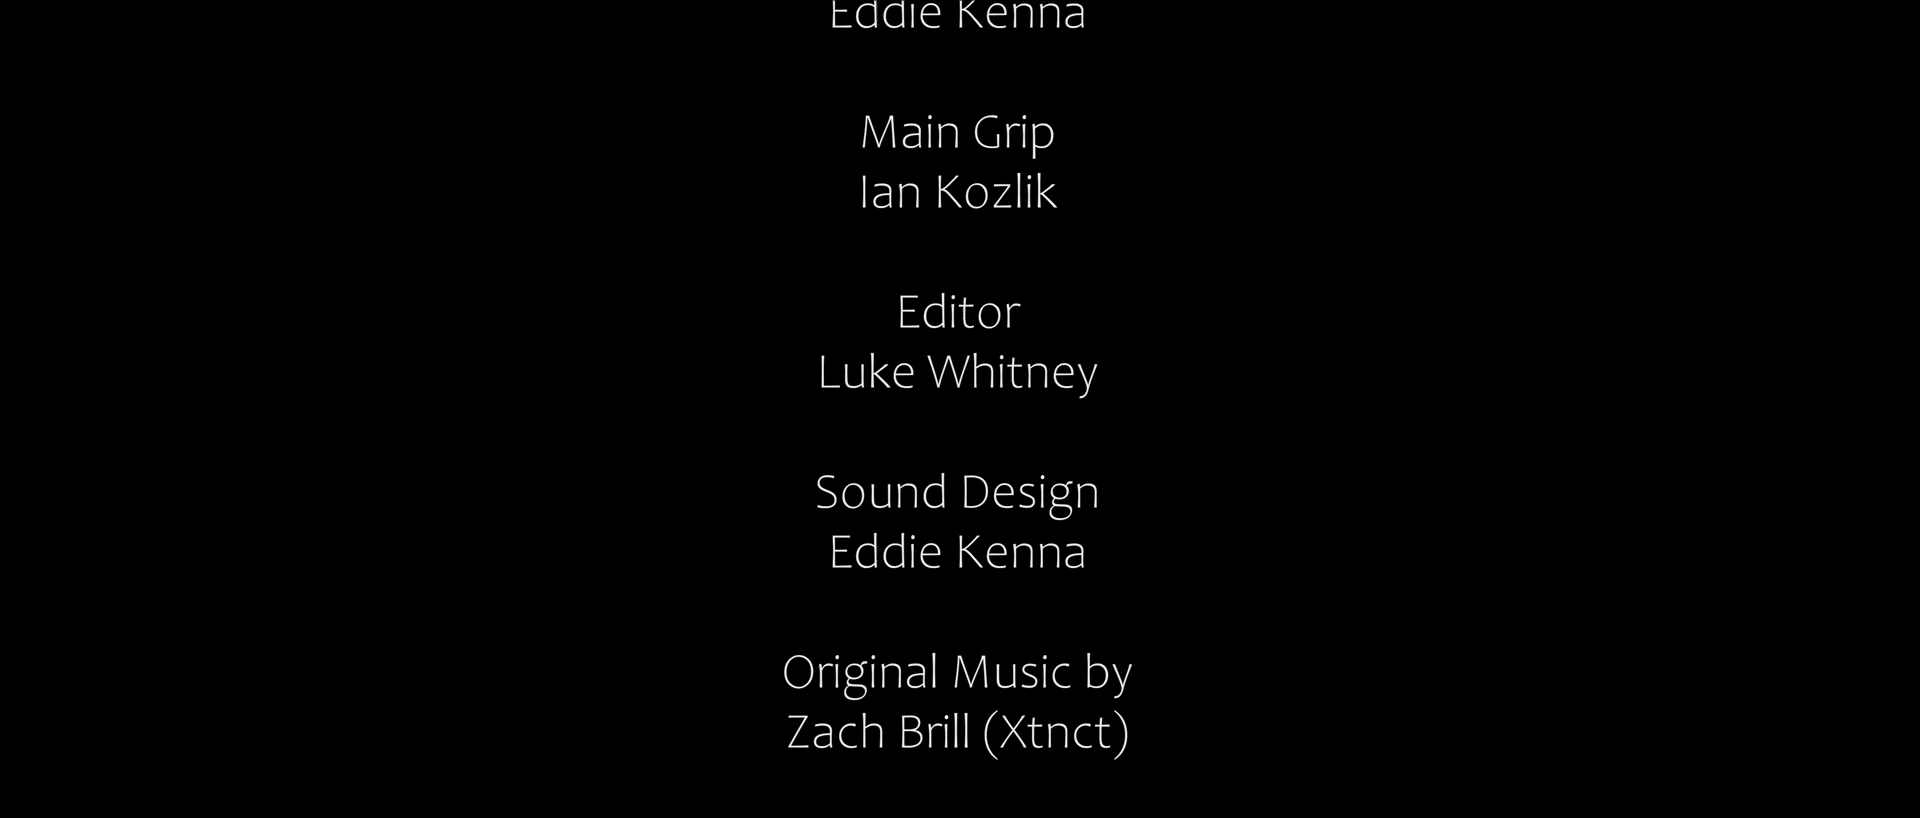 Eddie Kenna
Main Grip
Ian Kozlik
Editor
Luke Whitney
Sound Design
Eddie Kenna
Original Music by
Zach Brill (Xtnct)